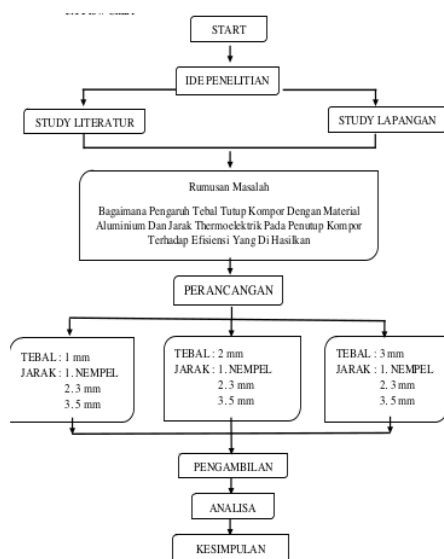 START
IDE PENELITIAN
STUDY LITERATUR
STUDY LAPANGAN
Rumusan Masalah
Bagaimana Pengaruh Tebal Tutup Kompor Dengan Material
Aluminium Dan Jarak Thermoelektrik Pada Penutup Kompor
Terhadap Efisiensi Yang Di Hasilkan
PERANCANGAN
TEBAL : 1 mm
JARAK : 1. NEMPEL
2. 3 mm
3. 5 mm
TEBAL : 2 mm
JARAK : 1. NEMPEL
2. 3 mm
3. 5 mm
TEBAL : 3 mm
JARAK : 1. NEMPEL
2. 3 mm
3. 5 mm
PENGAMBILAN
ANALISA
KESIMPULAN